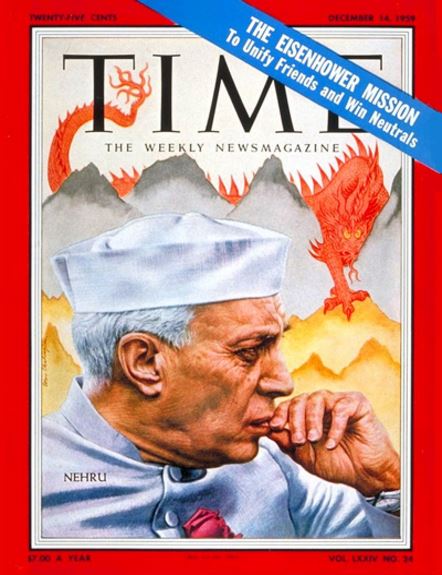 TWENTY-FIVE CENTS
DECEMBER 14, 1959
THE EISENHOWER MISSION
To Unify Friends and Win Neutrals
TIME
THE WEEKLY NEWSMAGAZINE
NEHRU
$7.00 A YEAR
VOL. LXXIV NO. 24